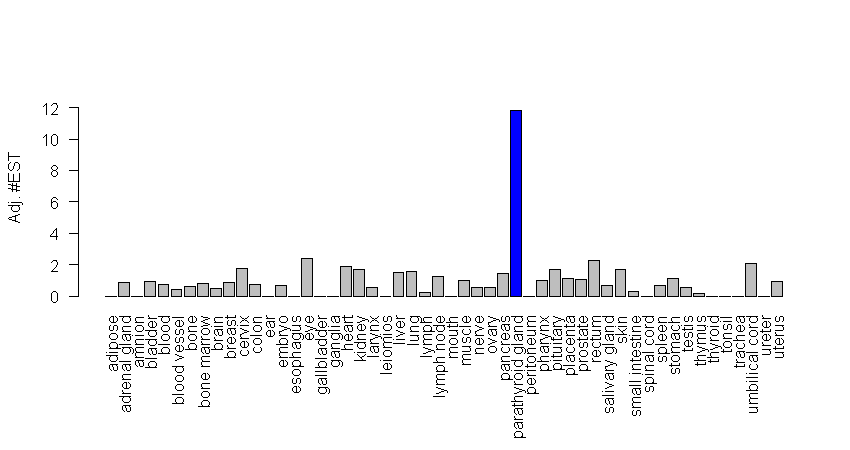 Adj. #EST
12
10
8
6
4
2
0
adipose
adrenal gland
amnion
bladder
blood
blood vessel
bone
bone marrow
brain
breast
cervix
colon
ear
embryo
esophagus
eye
gallbladder
ganglia
heart
kidney
larynx
leiomios
liver
lung
lymph
lymph node
mouth
muscle
nerve
ovary
pancreas
parathyroid gland
peritoneum
pharynx
pituitary
placenta
prostate
rectum
salivary gland
skin
small intestine
spinal cord
spleen
stomach
testis
thymus
thyroid
tonsil
trachea
umbilical cord
ureter
uterus